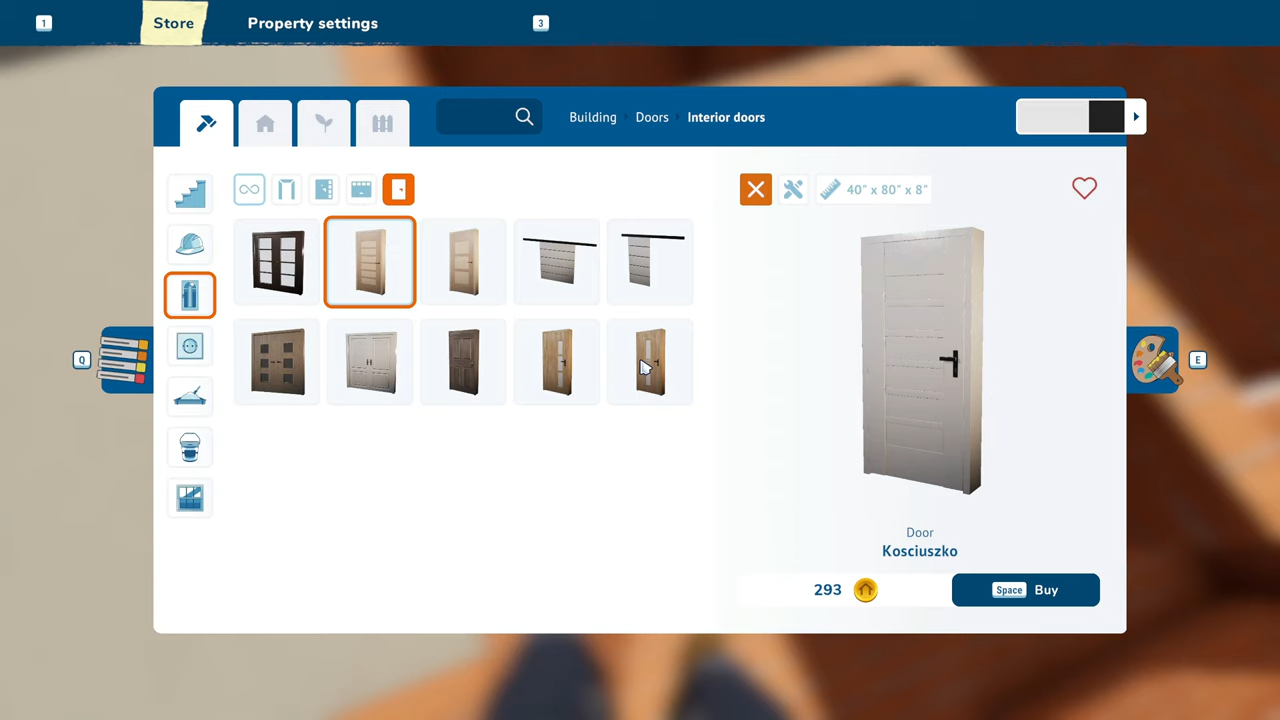 1
Store
Property settings
3
Building
Doors
Interior doors
40" x 80" x 8"
Q
E
Door
Kosciuszko
293
Space
Buy